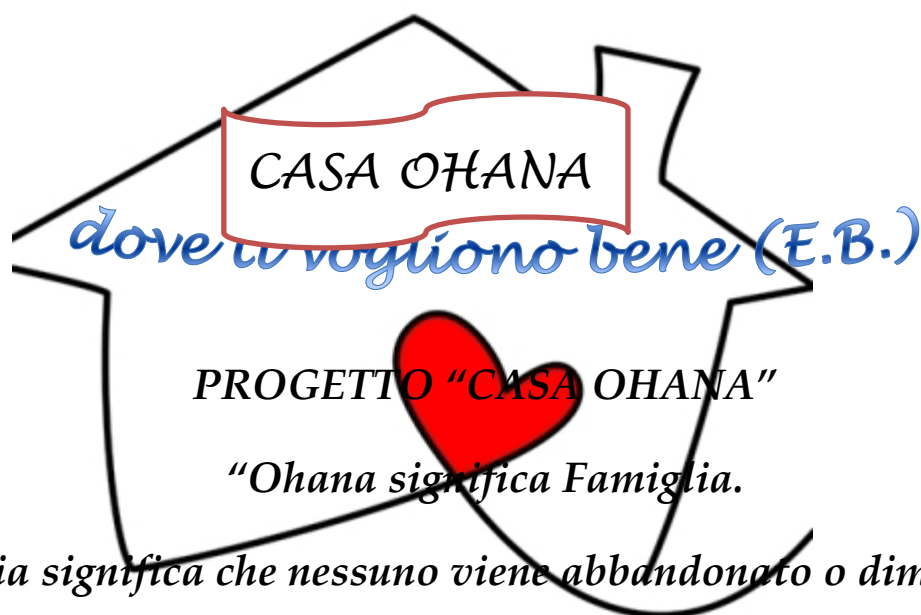 CASA OHANA
dove ti vogliono bene (E.B.)
PROGETTO “CASA OHANA”
“Ohana significa Famiglia.
significa che nessuno viene abbandonato o